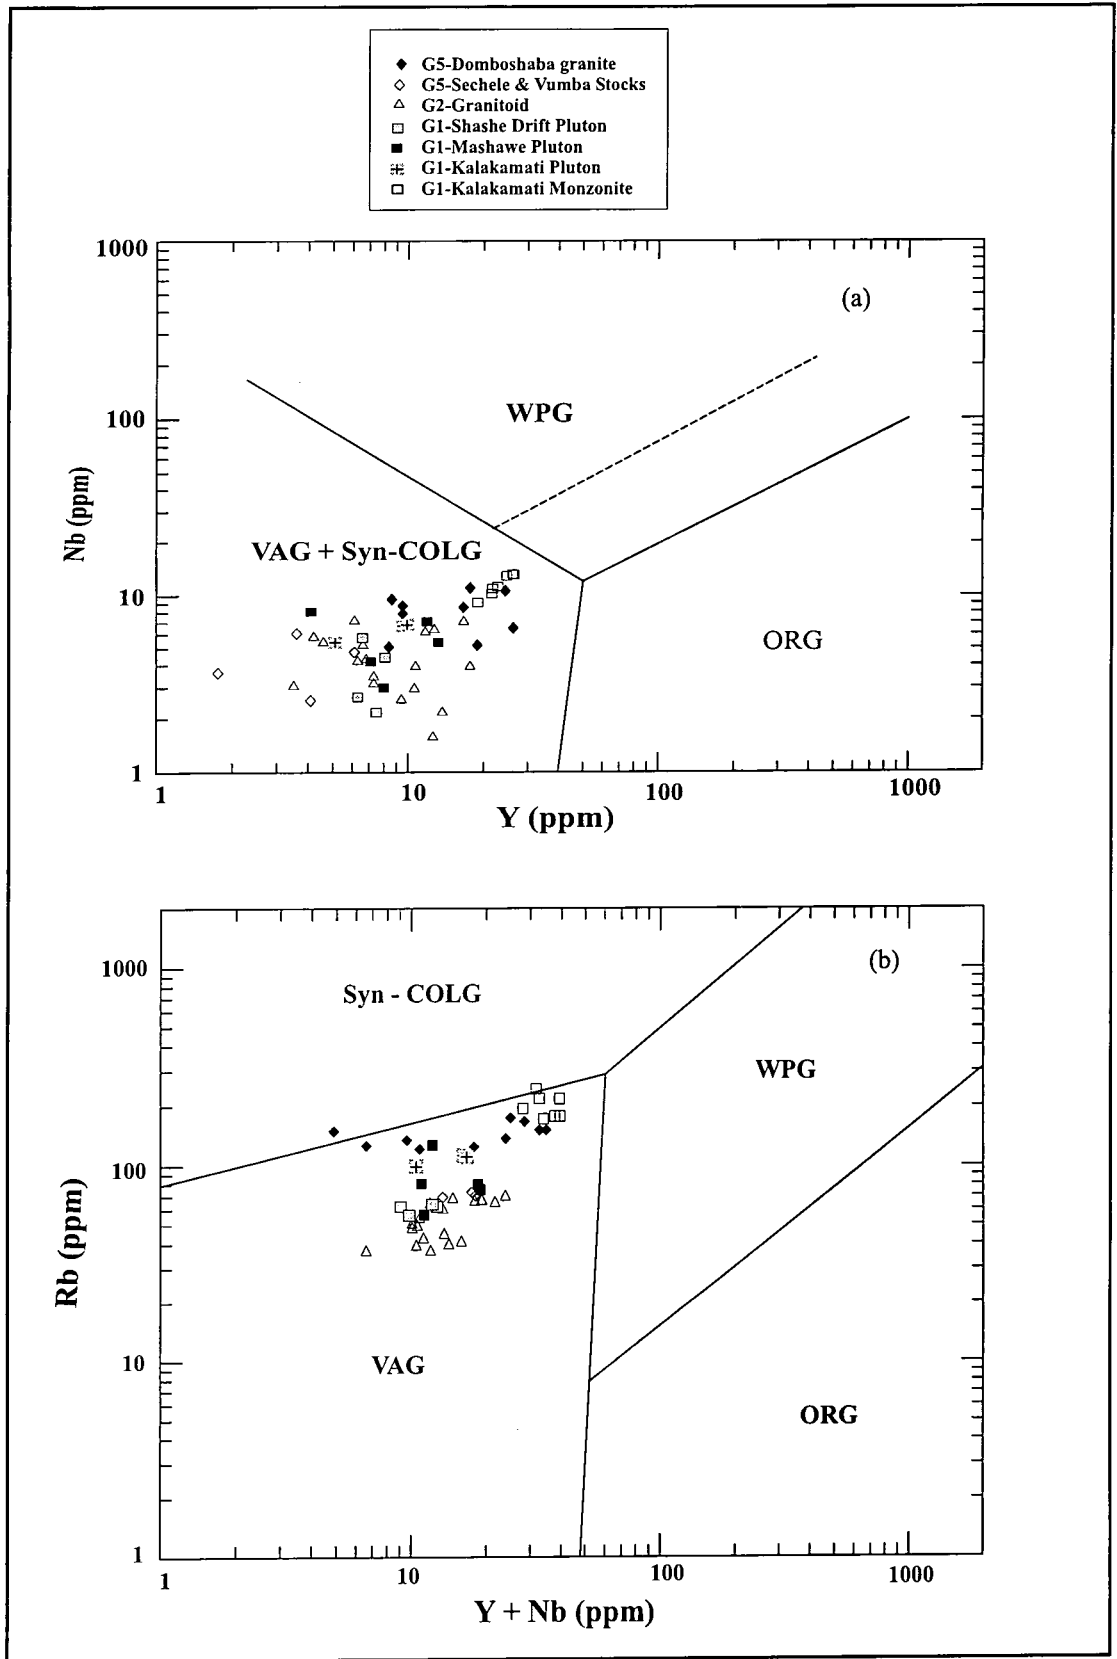 G5-Domboshaba granite
G5-Sechele & Vumba Stocks
G2-Granitoid
G1-Shashe Drift Pluton
G1-Mashawe Pluton
G1-Kalakamati Pluton
G1-Kalakamati Monzonite
1000
(a)
100
WPG
Nb (ppm)
VAG + Syn-COLG
10
ORG
1
1
10
100
1000
Y (ppm)
1000
(b)
Syn - COLG
WPG
100
Rb (ppm)
10
VAG
ORG
1
1
10
100
1000
Y + Nb (ppm)